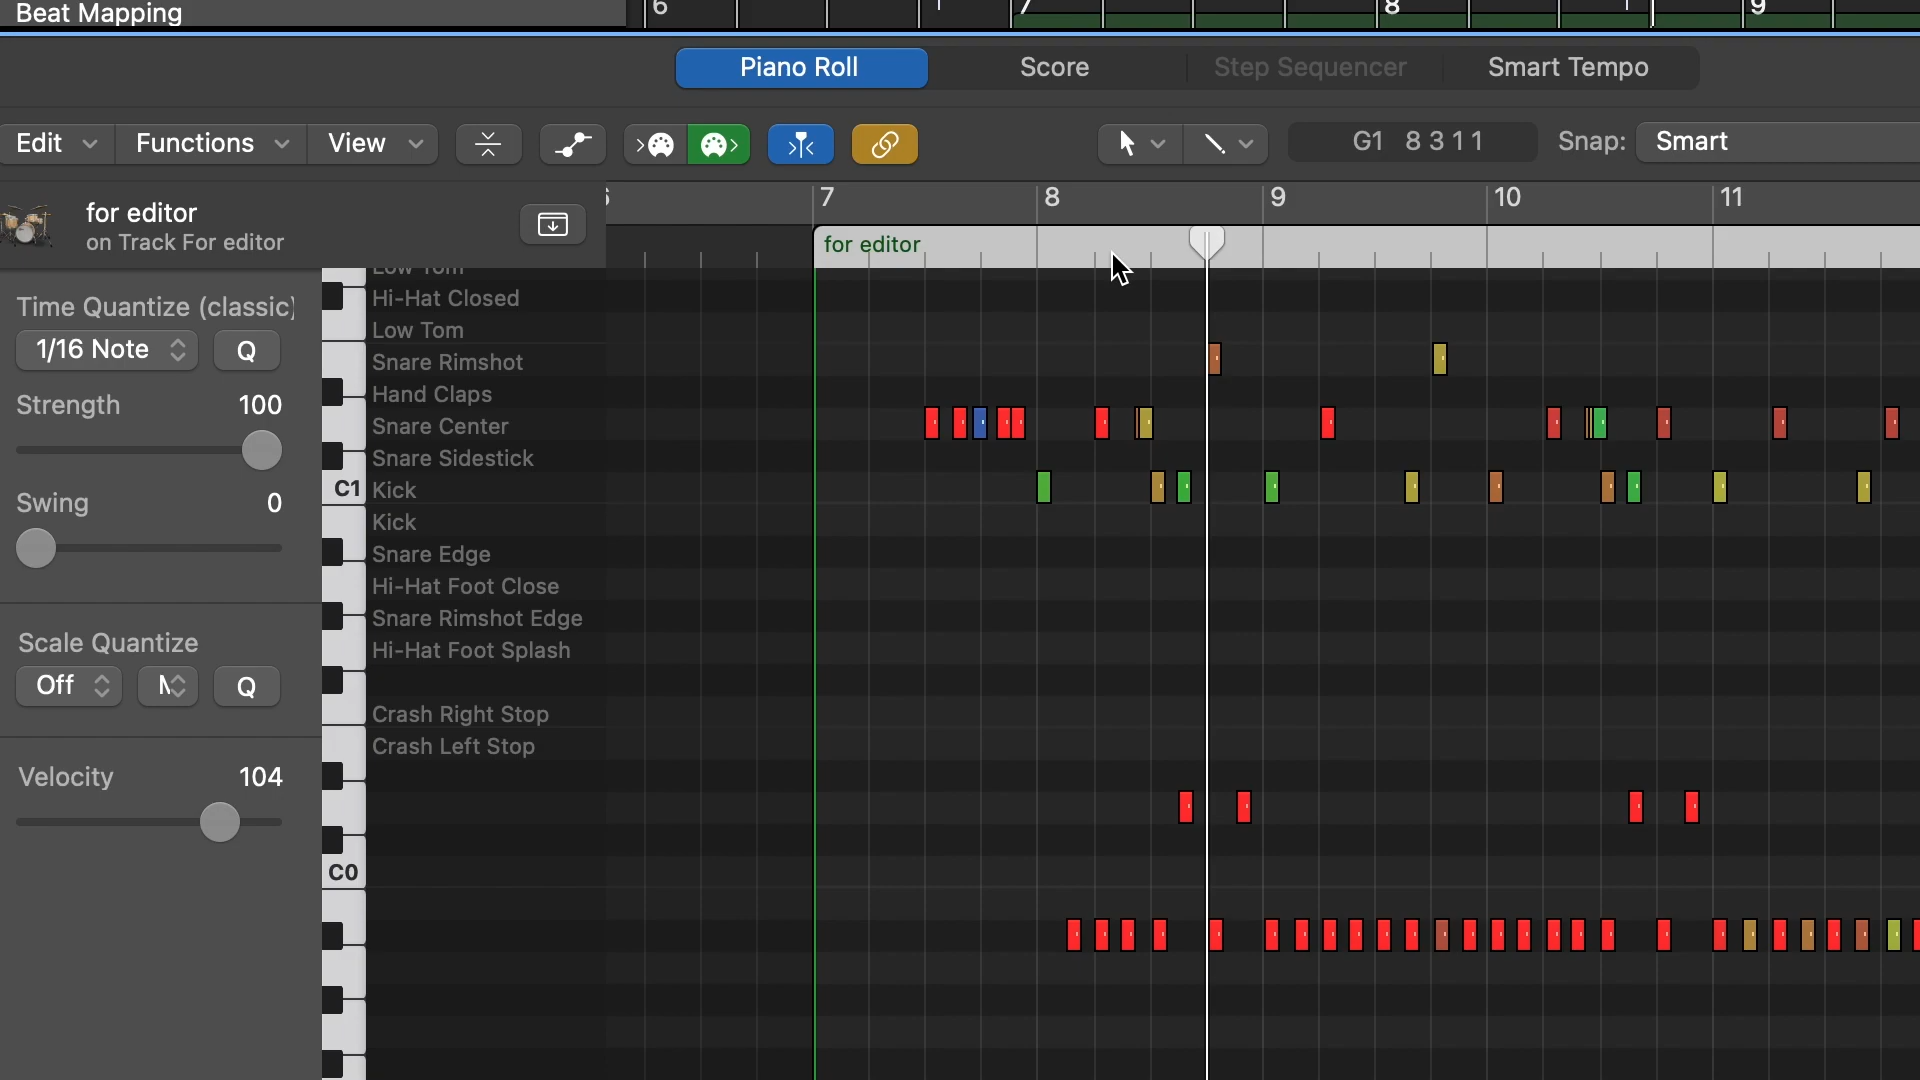 Beat Mapping
6
7
8
9
Piano Roll
Score
Step Sequencer
Smart Tempo
Edit
Functions
View
G1 8 3 1 1
Snap:
Smart
7
8
9
10
11
for editor
on Track For editor
for editor
Low Tom
Time Quantize (classic)
Hi-Hat Closed
Low Tom
1/16 Note
Q
Snare Rimshot
Hand Claps
Strength
100
Snare Center
Snare Sidestick
C1
Kick
Swing
0
Kick
Snare Edge
Hi-Hat Foot Close
Snare Rimshot Edge
Scale Quantize
Hi-Hat Foot Splash
Off
Q
Crash Right Stop
Crash Left Stop
Velocity
104
C0